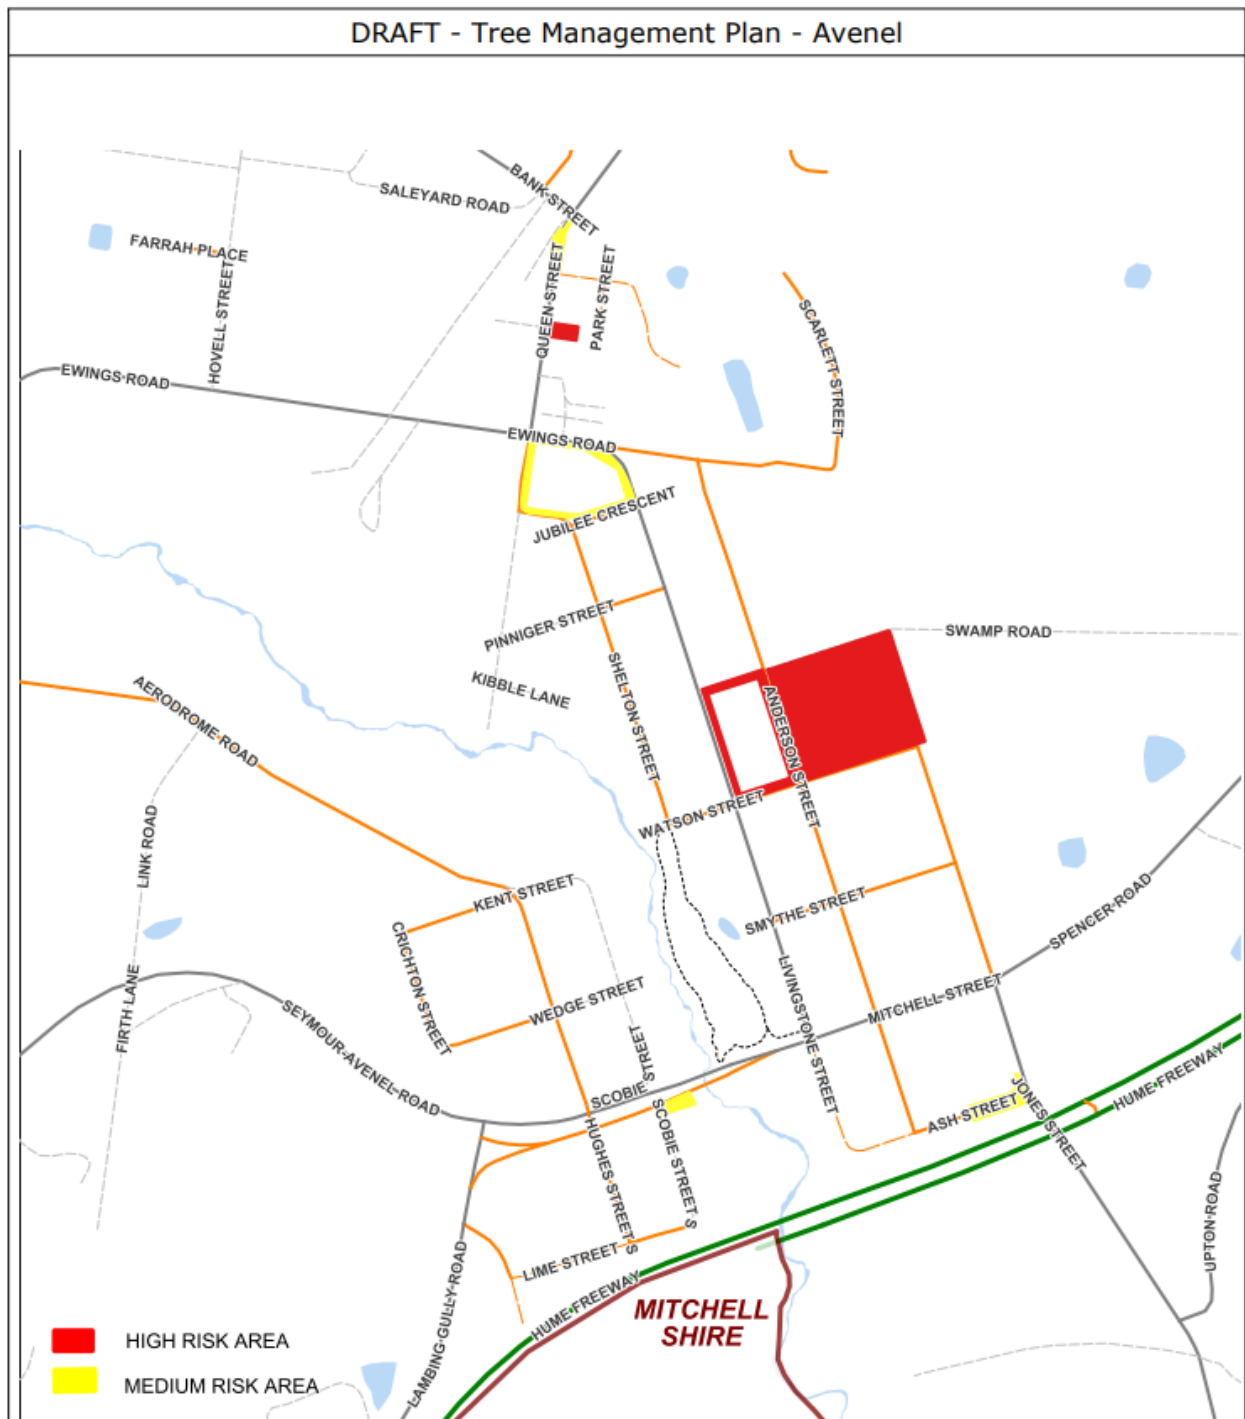 DRAFT - Tree Management Plan - Avenel
BANK STREET
SALEYARD ROAD
FARRAH PLACE
HOVELL STREET
QUEEN STREET
PARK STREET
SCARLETT STREET
EWINGS ROAD
EWINGS ROAD
JUBILEE CRESCENT
PINNIGER STREET
SWAMP ROAD
KIBBLE LANE
SHELTON STREET
AERODROME ROAD
ANDERSON STREET
WATSON STREET
LINK ROAD
KENT STREET
SMYTHE STREET
SPENCER ROAD
CRICHTON STREET
FIRTH LANE
WEDGE STREET
LIVINGSTONE STREET
MITCHELL STREET
SEYMOUR-AVENEL ROAD
SCOBIE STREET
HUME FREEWAY
ASH STREET
JONES STREET
HUGHES STREET S
SCOBIE STREET S
UPTON ROAD
LIME STREET
LAMBING GULLY ROAD
HUME FREEWAY
MITCHELL
SHIRE
HIGH RISK AREA
MEDIUM RISK AREA